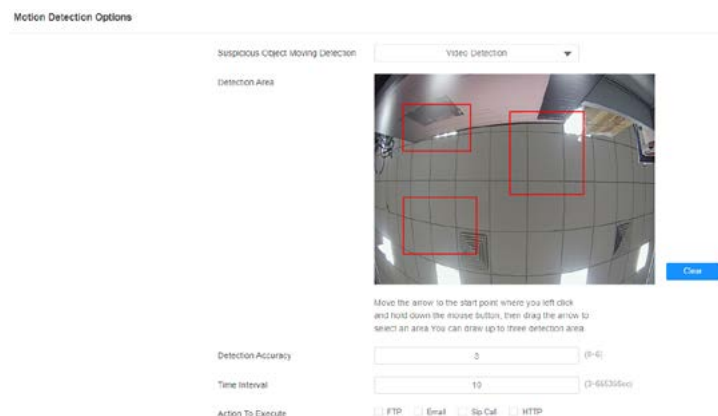 Motion Detection Options
Suspicious Object Moving Detection
Video Detection
Detection Area
Clear
Move the arrow to the start point where you left click
and hold down the mouse button, then drag the arrow to
select an area.You can draw up to three detection area.
Detection Accuracy
3
(0~6)
Time Interval
10
Action To Execute
FTP
Email
Sip Call
HTTP